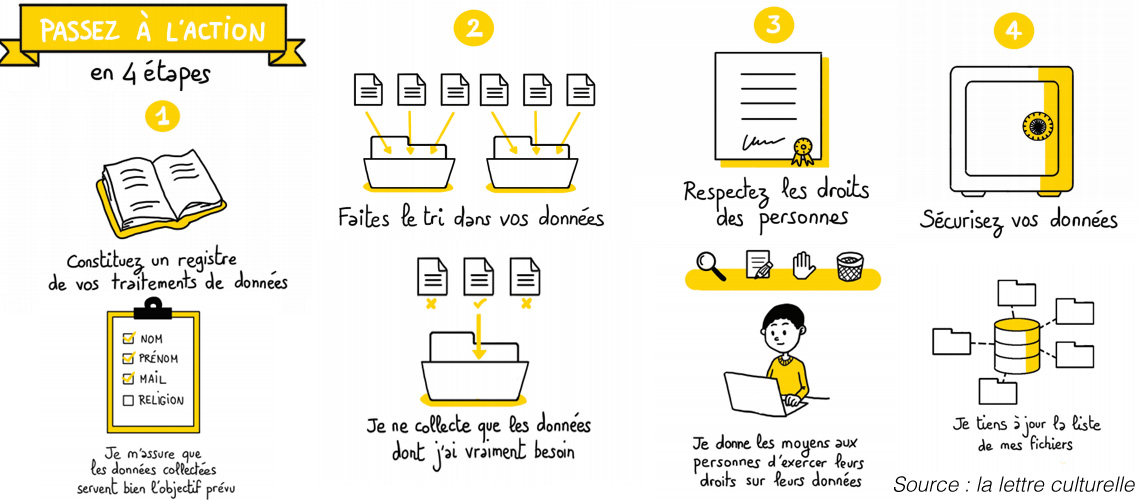 PASSEZ À L'ACTION
en 4 étapes
1
Constituez un registre
de vos traitements de données
NOM
PRÉNOM
MAIL
RELIGION
Je m'assure que
les données collectées
servent bien l'objectif prévu
2
Faites le tri dans vos données
Je ne collecte que les données
dont j'ai vraiment besoin
3
Respectez les droits
des personnes
Je donne les moyens aux
personnes d'exercer leurs
droits sur leurs données
4
Sécurisez vos données
Je tiens à jour la liste
de mes fichiers
Source : la lettre culturelle